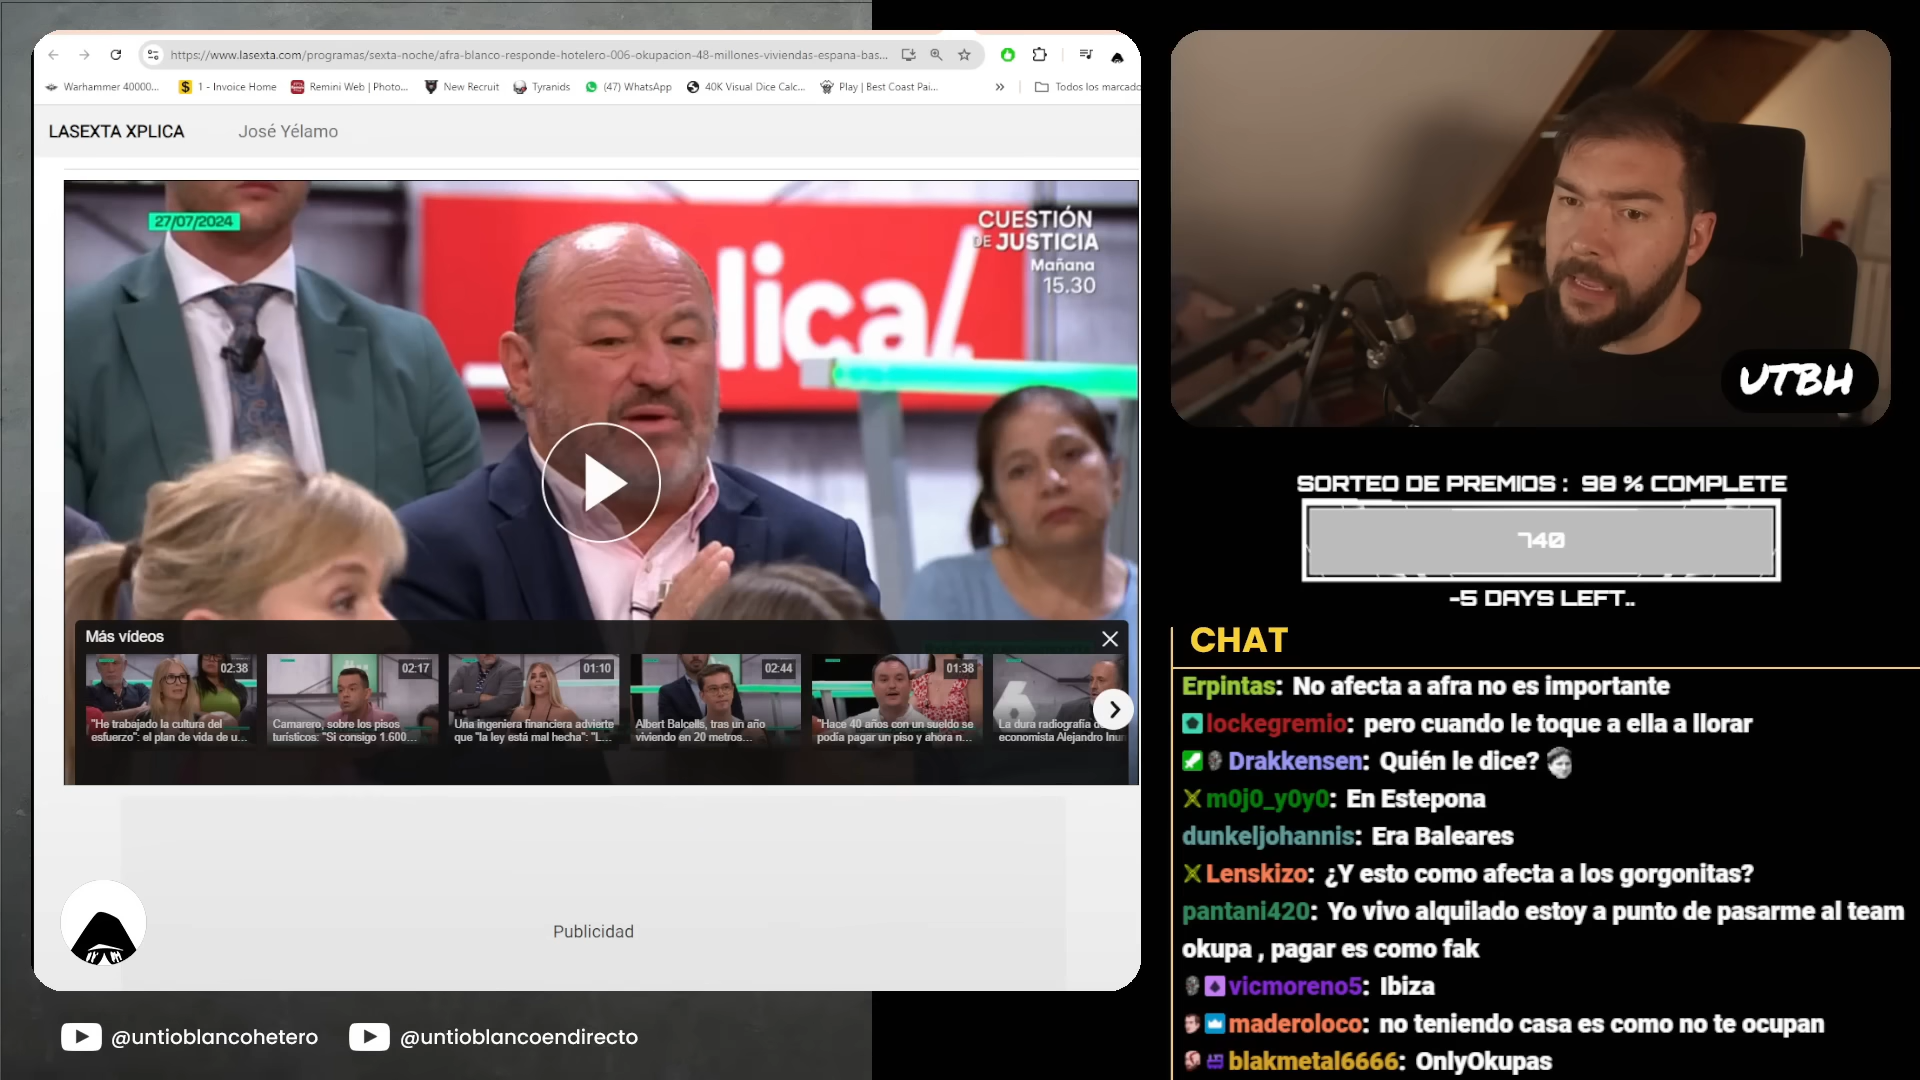 https://www.lasexta.com/programas/sexta-noche/afra-blanco-responde-hotelero-006-okupacion-48-millones-viviendas-espana-bas...
Warhammer 40000...
1 - Invoice Home
Remini Web | Photo...
New Recruit
Tyranids
(47) WhatsApp
40K Visual Dice Calc...
Play | Best Coast Pai...
»
Todos los marcado
LASEXTA XPLICA
José Yélamo
27/07/2024
CUESTIÓN
DE JUSTICIA
Mañana
15.30
plica/
Más vídeos
02:38
"He trabajado la cultura del
esfuerzo": el plan de vida de u...
02:17
Camarero, sobre los pisos
turísticos: "Si consigo 1.600...
01:10
Una ingeniera financiera advierte
que "la ley está mal hecha": "L...
02:44
Albert Balcells, tras un año
viviendo en 20 metros...
01:38
"Hace 40 años con un sueldo se
podía pagar un piso y ahora n...
6
La dura radiografía d
economista Alejandro Inu
Publicidad
@untioblancohetero
@untioblancoendirecto
UTBH
SORTEO DE PREMIOS : 98 % COMPLETE
740
-5 DAYS LEFT..
CHAT
Erpintas: No afecta a afra no es importante
lockegremio: pero cuando le toque a ella a llorar
Drakkensen: Quién le dice?
m0j0_y0y0: En Estepona
dunkeljohannis: Era Baleares
Lenskizo: ¿Y esto como afecta a los gorgonitas?
pantani420: Yo vivo alquilado estoy a punto de pasarme al team
okupa , pagar es como fak
vicmoreno5: Ibiza
maderoloco: no teniendo casa es como no te ocupan
blakmetal6666: OnlyOkupas